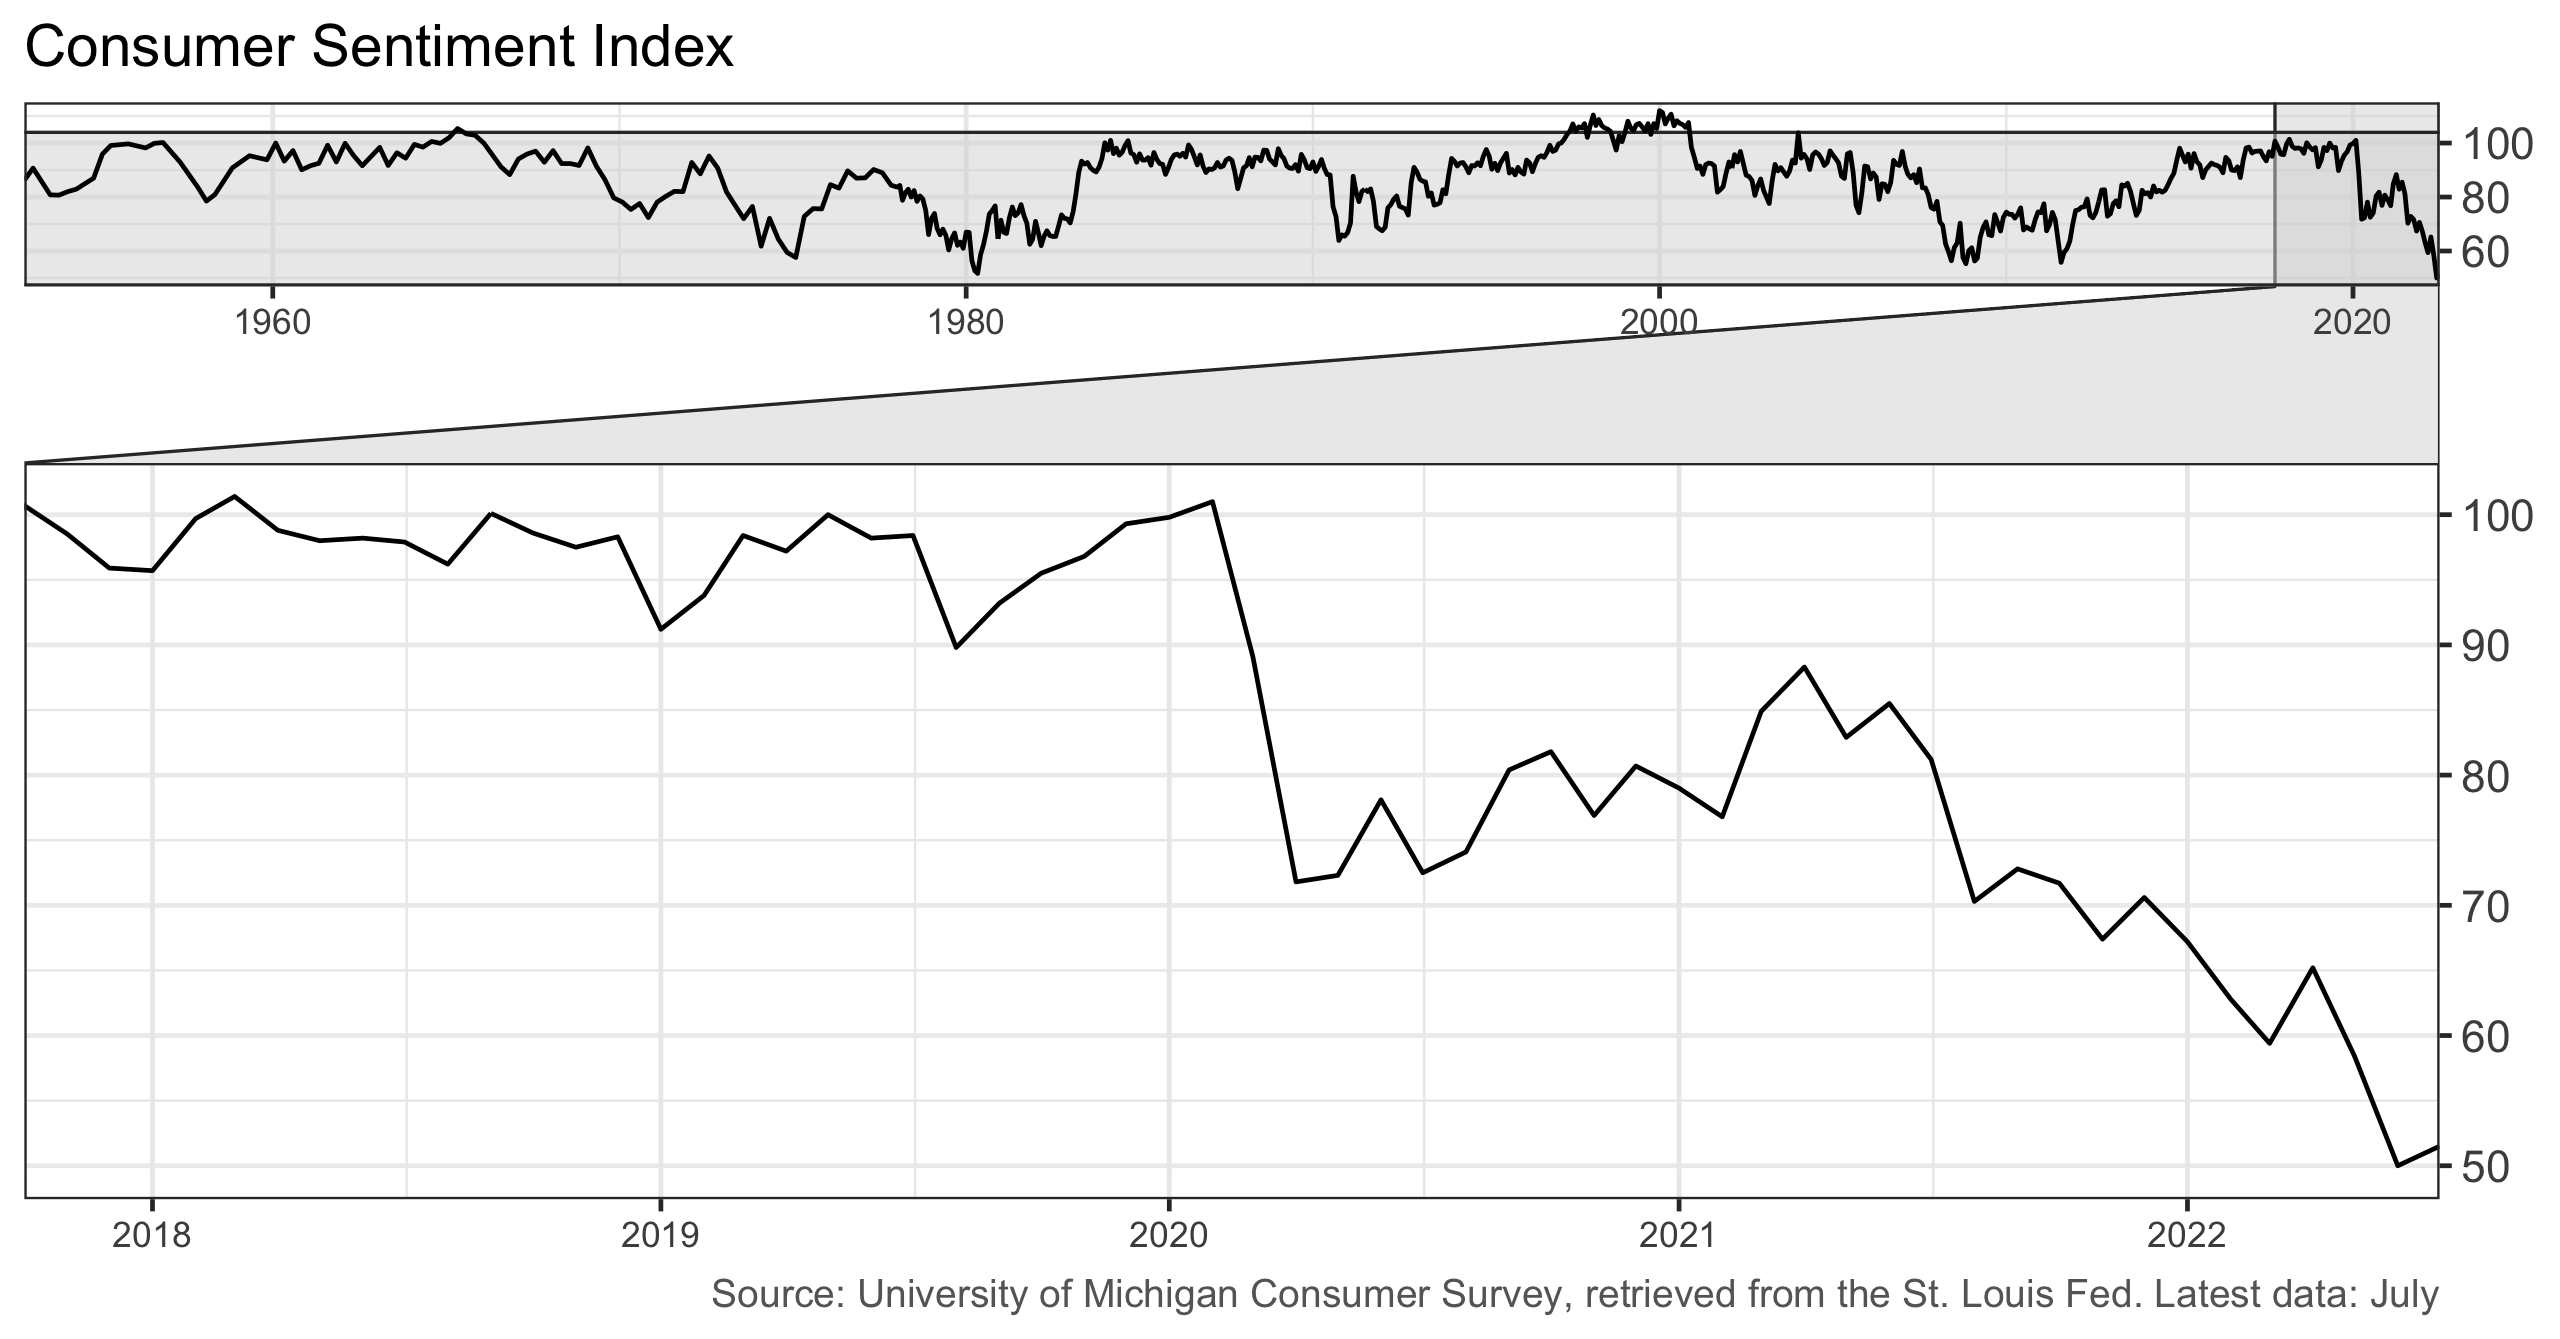 Consumer Sentiment Index
100
80
60
1960 1980 2000 2020
100
90
80
70
60
50
2018 2019 2020 2021 2022
Source: University of Michigan Consumer Survey, retrieved from the St. Louis Fed. Latest data: July